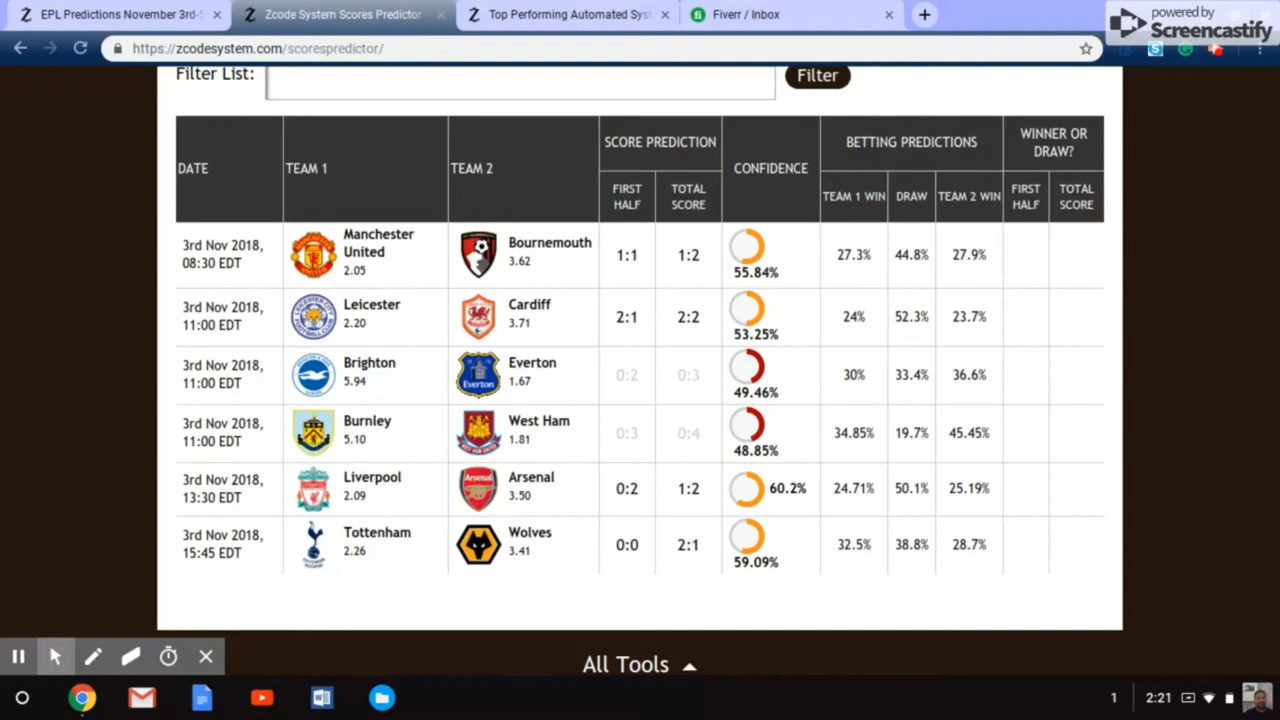 EPL Predictions November 3rd-5
Zcode System Scores Predictor -
Top Performing Automated Syst
Fiverr / Inbox
powered by
Screencastify
https://zcodesystem.com/scorespredictor/
Filter List:
Filter
DATE
TEAM 1
TEAM 2
SCORE PREDICTION
CONFIDENCE
BETTING PREDICTIONS
WINNER OR
DRAW?
FIRST
HALF
TOTAL
SCORE
TEAM 1 WIN
DRAW
TEAM 2 WIN
FIRST
HALF
TOTAL
SCORE
3rd Nov 2018,
08:30 EDT
Manchester
United
2.05
Bournemouth
3.62
1:1
1:2
55.84%
27.3%
44.8%
27.9%
3rd Nov 2018,
11:00 EDT
Leicester
2.20
Cardiff
3.71
2:1
2:2
53.25%
24%
52.3%
23.7%
3rd Nov 2018,
11:00 EDT
Brighton
5.94
Everton
Everton
1.67
0:2
0:3
49.46%
30%
33.4%
36.6%
3rd Nov 2018,
11:00 EDT
Burnley
5.10
West Ham
1.81
0:3
0:4
48.85%
34.85%
19.7%
45.45%
3rd Nov 2018,
13:30 EDT
Liverpool
2.09
Arsenal
Arsenal
3.50
0:2
1:2
60.2%
24.71%
50.1%
25.19%
3rd Nov 2018,
15:45 EDT
Tottenham
2.26
Wolves
3.41
0:0
2:1
59.09%
32.5%
38.8%
28.7%
All Tools
1
2:21